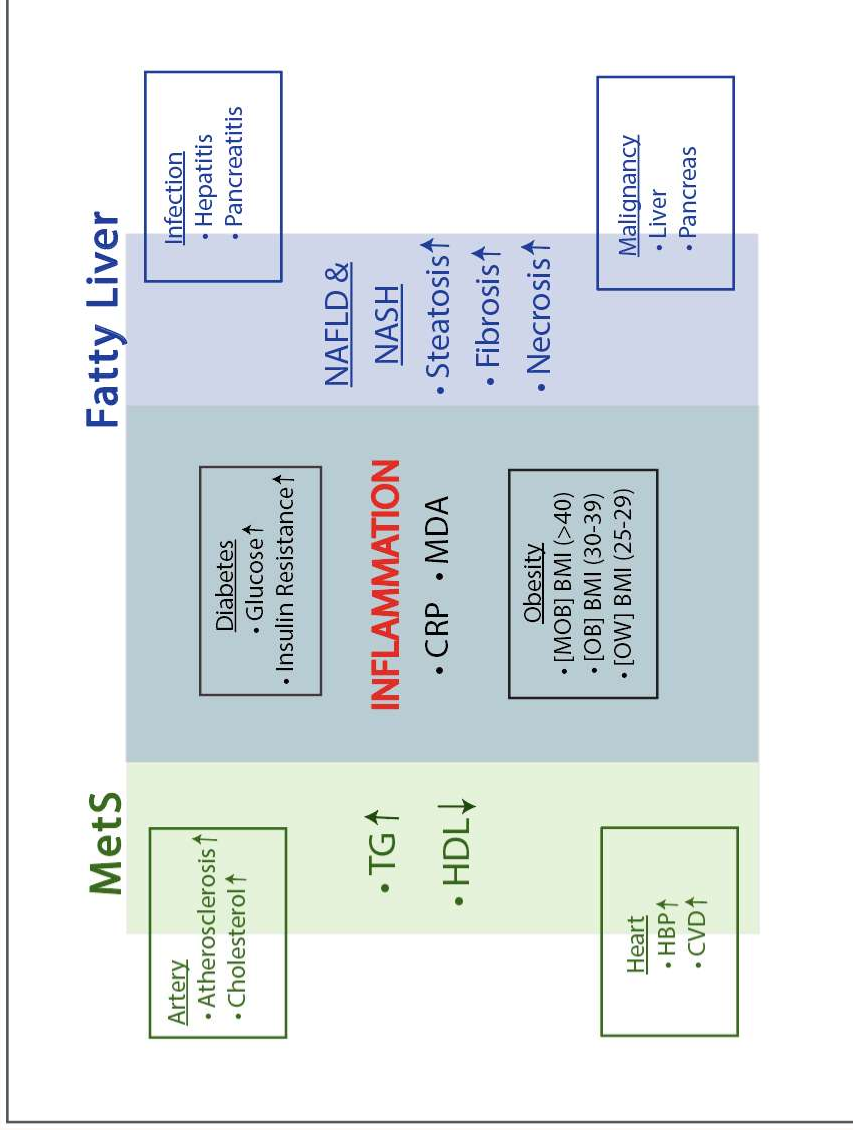 MetS
Fatty Liver
Artery
• Atherosclerosis↑
• Cholesterol↑
• TG↑
• HDL↓
Heart
• HBP↑
• CVD↑
Diabetes
• Glucose↑
• Insulin Resistance↑
INFLAMMATION
• CRP • MDA
Obesity
• [MOB] BMI (>40)
• [OB] BMI (30-39)
• [OW] BMI (25-29)
Infection
• Hepatitis
• Pancreatitis
NAFLD &
NASH
• Steatosis↑
• Fibrosis↑
• Necrosis↑
Malignancy
• Liver
• Pancreas